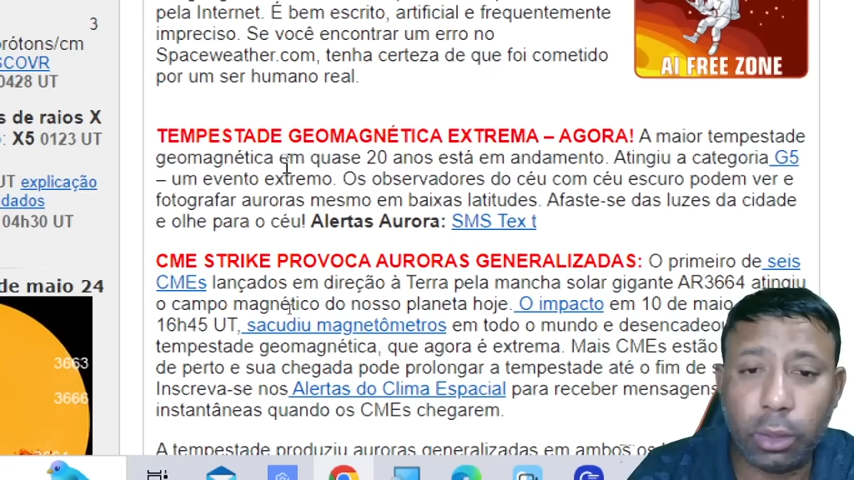 3
prótons/cm
SCOVR
0428 UT
s de raios X
X5 0123 UT
UT explicação
dados
04h30 UT
de maio 24
3663
3666
pela Internet. É bem escrito, artificial e frequentemente
impreciso. Se você encontrar um erro no
Spaceweather.com, tenha certeza de que foi cometido
por um ser humano real.
AI FREE ZONE
TEMPESTADE GEOMAGNÉTICA EXTREMA – AGORA! A maior tempestade
geomagnética em quase 20 anos está em andamento. Atingiu a categoria G5
– um evento extremo. Os observadores do céu com céu escuro podem ver e
fotografar auroras mesmo em baixas latitudes. Afaste-se das luzes da cidade
e olhe para o céu! Alertas Aurora: SMS Tex t
CME STRIKE PROVOCA AURORAS GENERALIZADAS: O primeiro de seis
CMEs lançados em direção à Terra pela mancha solar gigante AR3664 atingiu
o campo magnético do nosso planeta hoje. O impacto em 10 de maio
16h45 UT, sacudiu magnetômetros em todo o mundo e desencadeou
tempestade geomagnética, que agora é extrema. Mais CMEs estão
de perto e sua chegada pode prolongar a tempestade até o fim de
Inscreva-se nos Alertas do Clima Espacial para receber mensagens
instantâneas quando os CMEs chegarem.
A tempestade produziu auroras generalizadas em ambos os